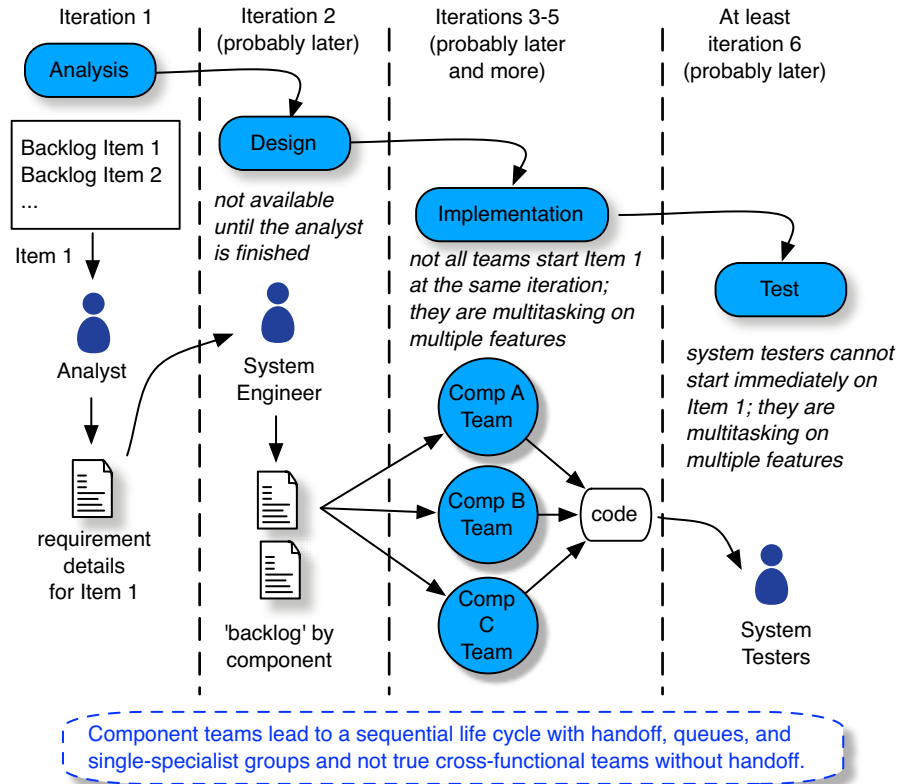 Iteration 1
Analysis
Backlog Item 1
Backlog Item 2
...
Item 1
Analyst
requirement
details
for Item 1
Iteration 2
(probably later)
Design
not available
until the analyst
is finished
System
Engineer
'backlog' by
component
Iterations 3-5
(probably later
and more)
Implementation
not all teams start Item 1
at the same iteration;
they are multitasking on
multiple features
Comp A
Team
Comp B
Team
Comp
C
Team
code
At least
iteration 6
(probably later)
Test
system testers cannot
start immediately on
Item 1; they are
multitasking on
multiple features
System
Testers
Component teams lead to a sequential life cycle with handoff, queues, and
single-specialist groups and not true cross-functional teams without handoff.